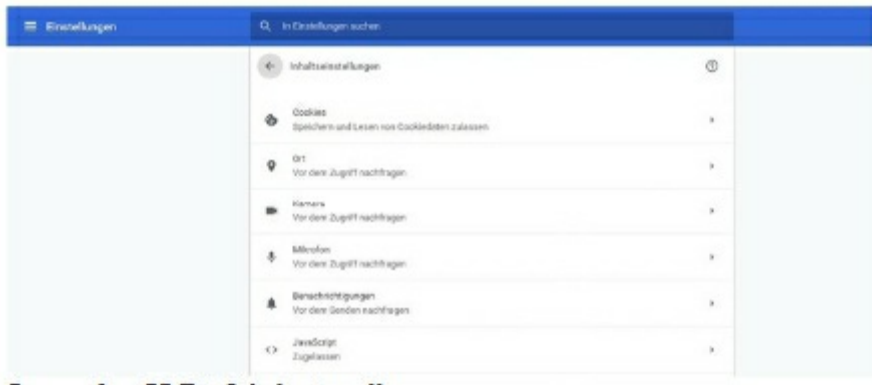 Einstellungen
In Einstellungen suchen
Inhaltseinstellungen
Cookies
Speichern und Lesen von Cookiedaten zulassen
Ort
Vor dem Zugriff nachfragen
Kamera
Vor dem Zugriff nachfragen
Mikrofon
Vor dem Zugriff nachfragen
Benachrichtigungen
Vor dem Senden nachfragen
JavaScript
Zugelassen